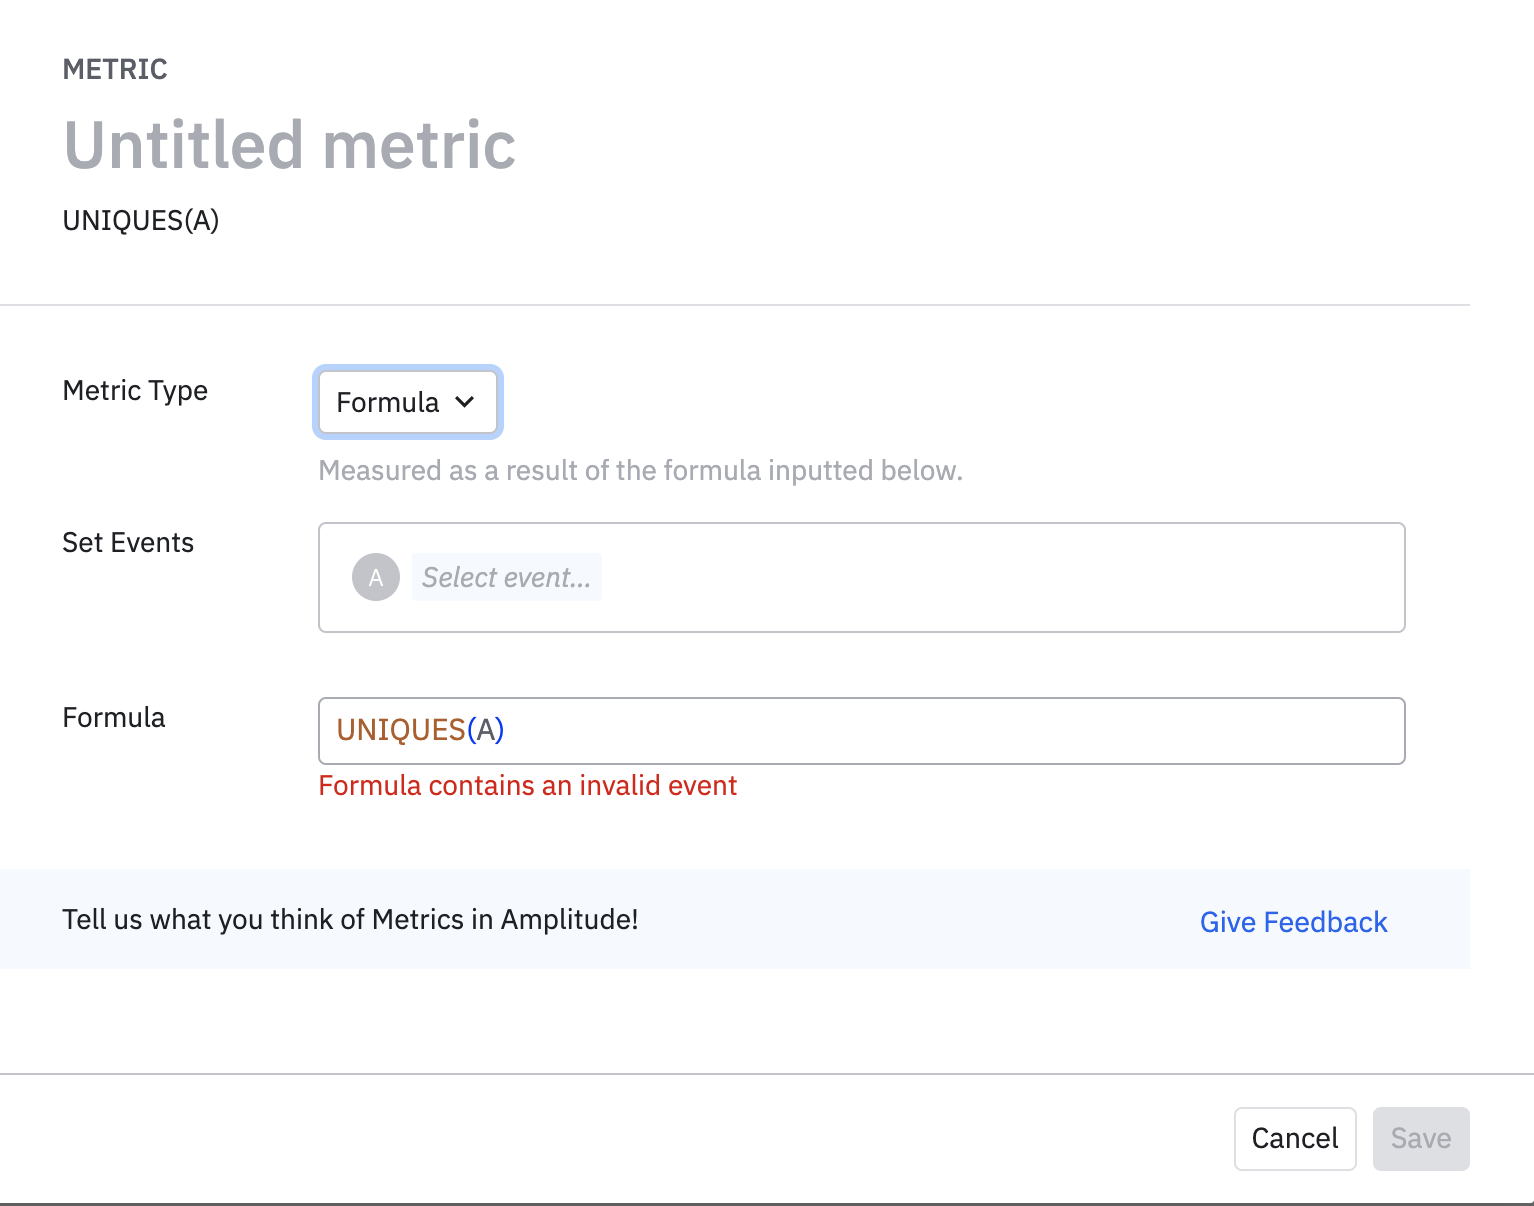 METRIC
Untitled metric
UNIQUES(A)
Metric Type
Formula
Measured as a result of the formula inputted below.
Set Events
A Select event...
Formula
UNIQUES(A)
Formula contains an invalid event
Tell us what you think of Metrics in Amplitude!
Give Feedback
Cancel
Save